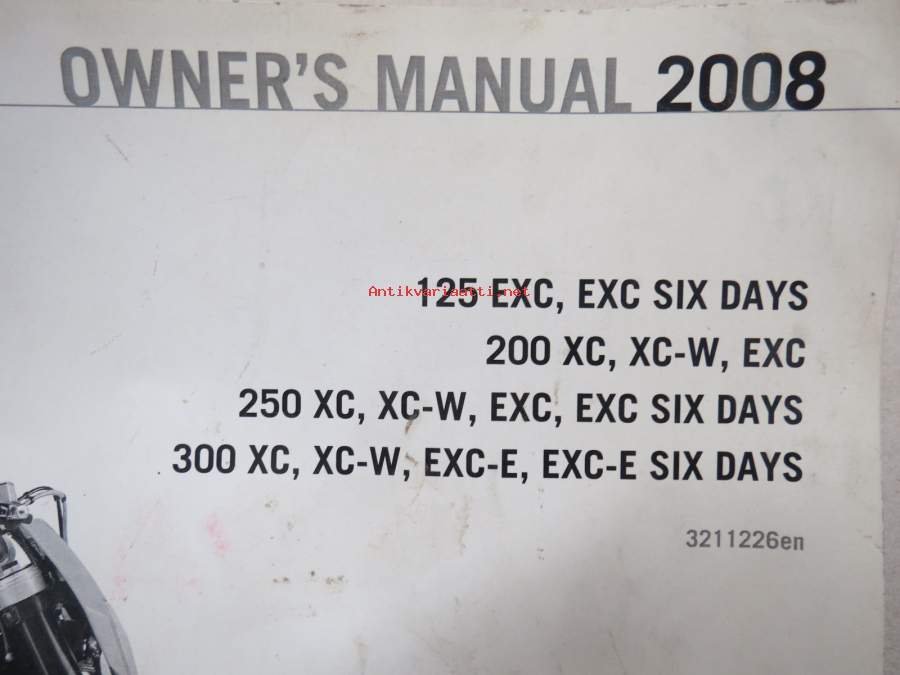 OWNER'S MANUAL 2008
125 EXC, EXC SIX DAYS
Antikvariaatti.net
200 XC, XC-W, EXC
250 XC, XC-W, EXC, EXC SIX DAYS
300 XC, XC-W, EXC-E, EXC-E SIX DAYS
3211226en